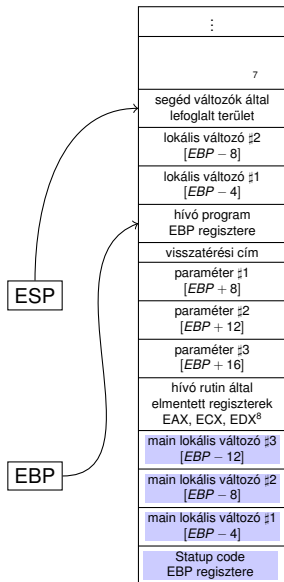 ⋮
7
segéd változók által
lefoglalt terület
lokális változó ♯2
[EBP − 8]
lokális változó ♯1
[EBP − 4]
hívó program
EBP regisztere
visszatérési cím
paraméter ♯1
[EBP + 8]
ESP
paraméter ♯2
[EBP + 12]
paraméter ♯3
[EBP + 16]
hívó rutin által
elmentett regiszterek
EAX, ECX, EDX⁸
main lokális változó ♯3
[EBP − 12]
EBP
main lokális változó ♯2
[EBP − 8]
main lokális változó ♯1
[EBP − 4]
Statup code
EBP regisztere